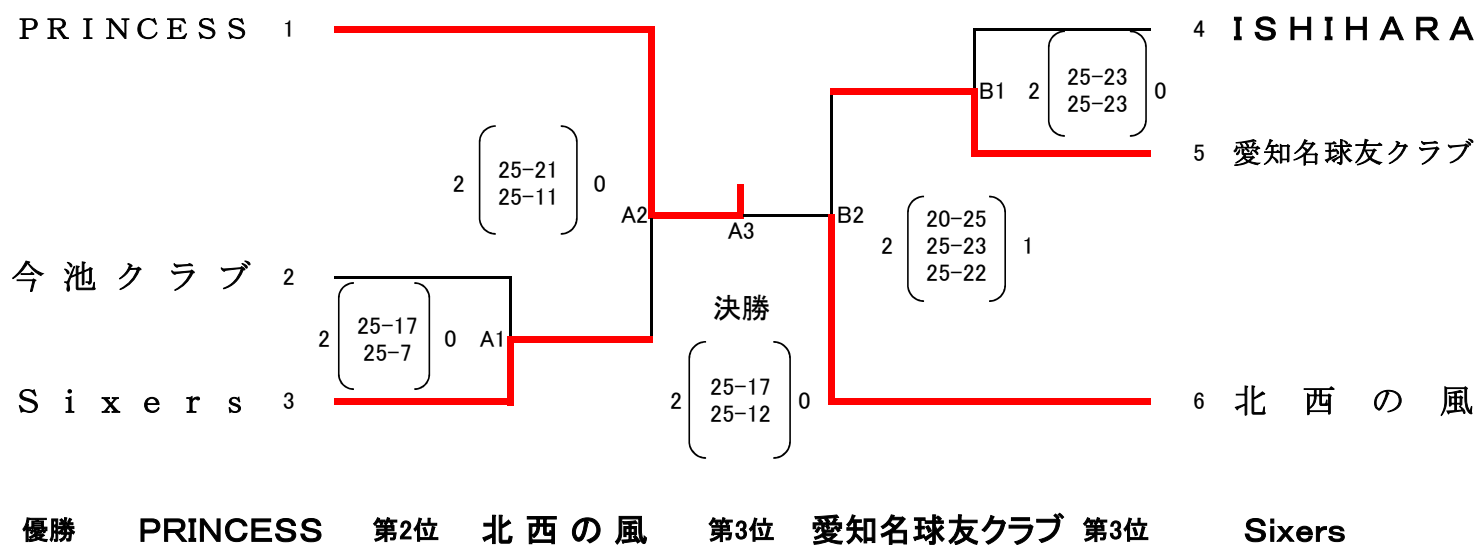 PRINCESS 1
4 ISHIHARA
B1 2 25-23 0
25-23
5 愛知名球友クラブ
2 25-21 0
25-11
A2
A3
B2
2 20-25 1
25-23
25-22
今池クラブ 2
2 25-17 0
25-7
A1
Sixers 3
決勝
2 25-17 0
25-12
6 北西の風
優勝 PRINCESS 第2位 北西の風 第3位 愛知名球友クラブ 第3位 Sixers